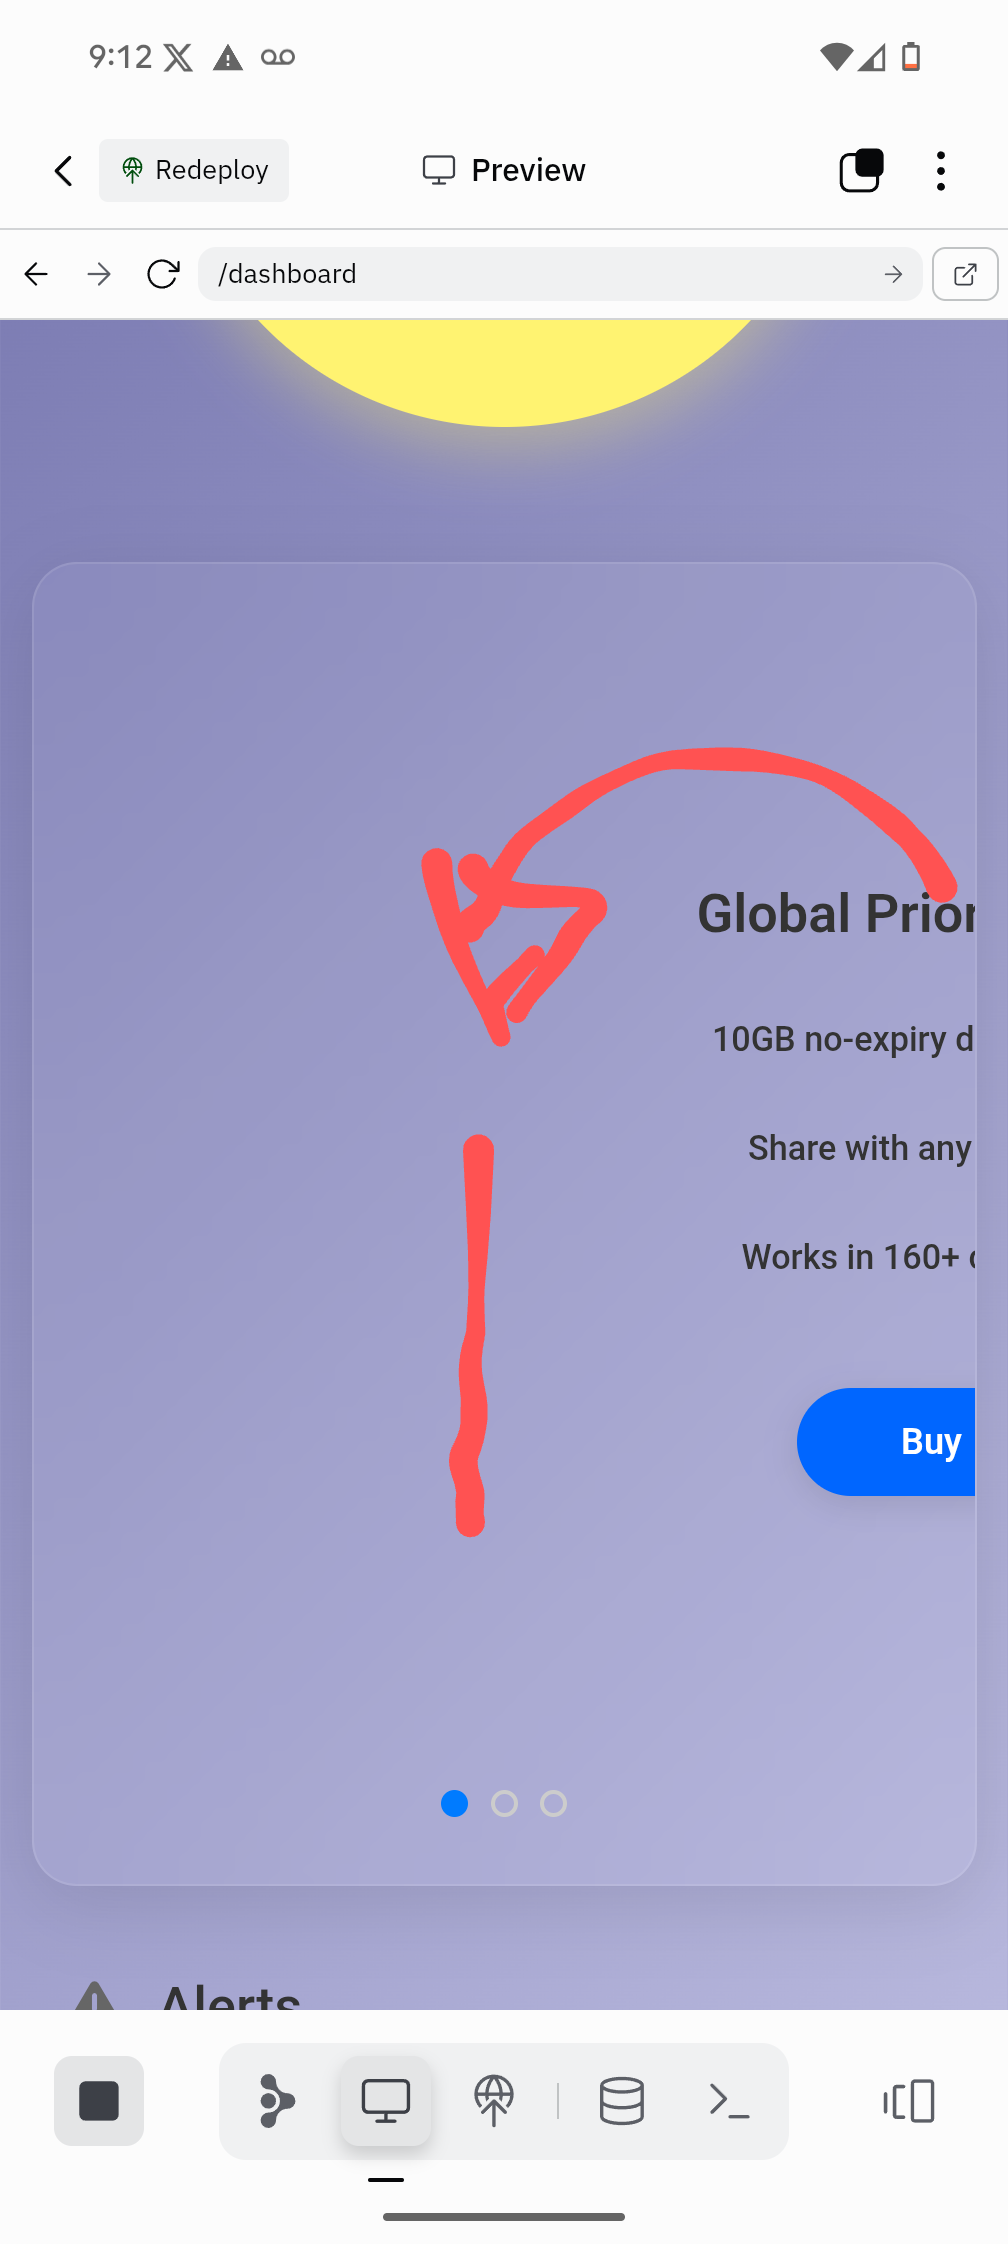 9:12
Redeploy
Preview
/dashboard
Global Prior
10GB no-expiry d
Share with any
Works in 160+ c
Buy
Alerts